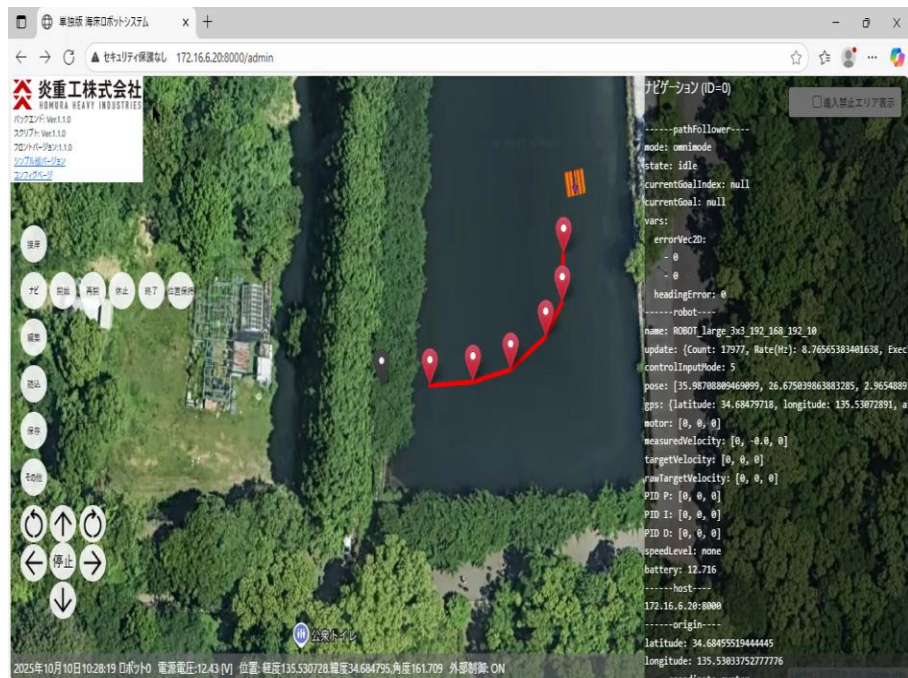 単独版 海床ロボットシステム
セキュリティ保護なし 172.16.6.20:8000/admin
炎重工株式会社
HOMURA HEAVY INDUSTRIES
バックエンド: Ver.1.1.0
スクリプト: Ver.1.1.0
フロントバージョン:1.1.0
シンプル版バージョン
コンフィグページ
接岸
ナビ 開始 再開 休止 終了 位置保持
編集
読込
保存
その他
停止
公衆トイレ
ナビゲーション (ID=0)
進入禁止エリア表示
------pathFollower----
mode: omnimode
state: idle
currentGoalIndex: null
currentGoal: null
vars:
errorVec2D:
- 0
- 0
headingError: 0
------robot----
name: ROBOT_large_3x3_192_168_192_10
update: {Count: 17977, Rate(Hz): 8.76565383401638, Exec
controlInputMode: 5
pose: [35.98708809469099, 26.675039863883285, 2.9654889
gps: {latitude: 34.68479718, longitude: 135.53072891, a
motor: [0, 0, 0]
measuredVelocity: [0, -0.0, 0]
targetVelocity: [0, 0, 0]
rawTargetVelocity: [0, 0, 0]
PID P: [0, 0, 0]
PID I: [0, 0, 0]
PID D: [0, 0, 0]
speedLevel: none
battery: 12.716
------host----
172.16.6.20:8000
------origin----
latitude: 34.68455519444445
longitude: 135.53033752777776
2025年10月10日10:28:19 ロボット0 電源電圧:12.43 [V] 位置: 経度135.530728,緯度34.684795,角度161.709 外部制御: ON